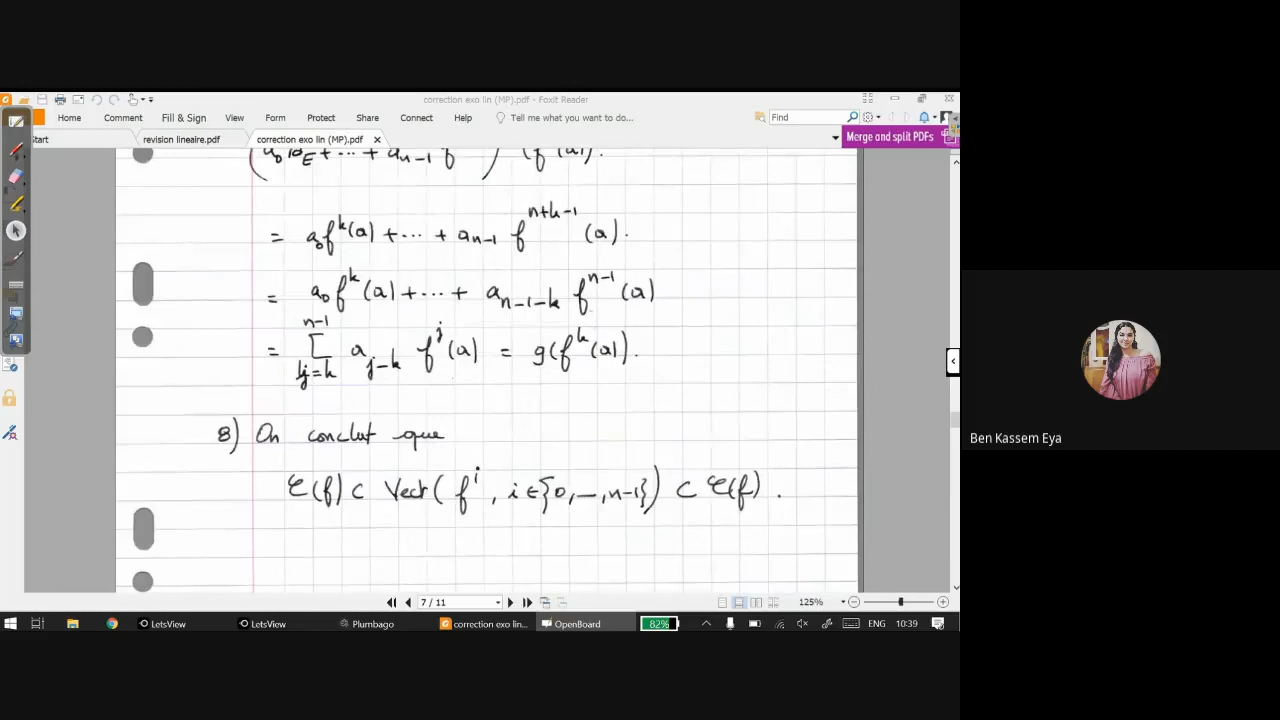 correction exo lin (MP).pdf - Foxit Reader
Home Comment Fill & Sign View Form Protect Share Connect Help Tell me what you want to do... Find
Start revision lineaire.pdf correction exo lin (MP).pdf Merge and split PDFs
= a₀f^k(a) + ... + a_{n-1} f^{n+k-1}(a).
= a₀f^k(a) + ... + a_{n-1-k} f^{n-1}(a)
= Σ_{j=k}^{n-1} a_{j-k} f^j(a) = g(f^k(a)).
8) On conclut que
𝒞(f) ⊂ Vect(f^i, i∈{0,—,n-1}) ⊂ 𝒞(f).
Ben Kassem Eya
7 / 11 125%
LetsView LetsView Plumbago correction exo lin... OpenBoard 82% ENG 10:39